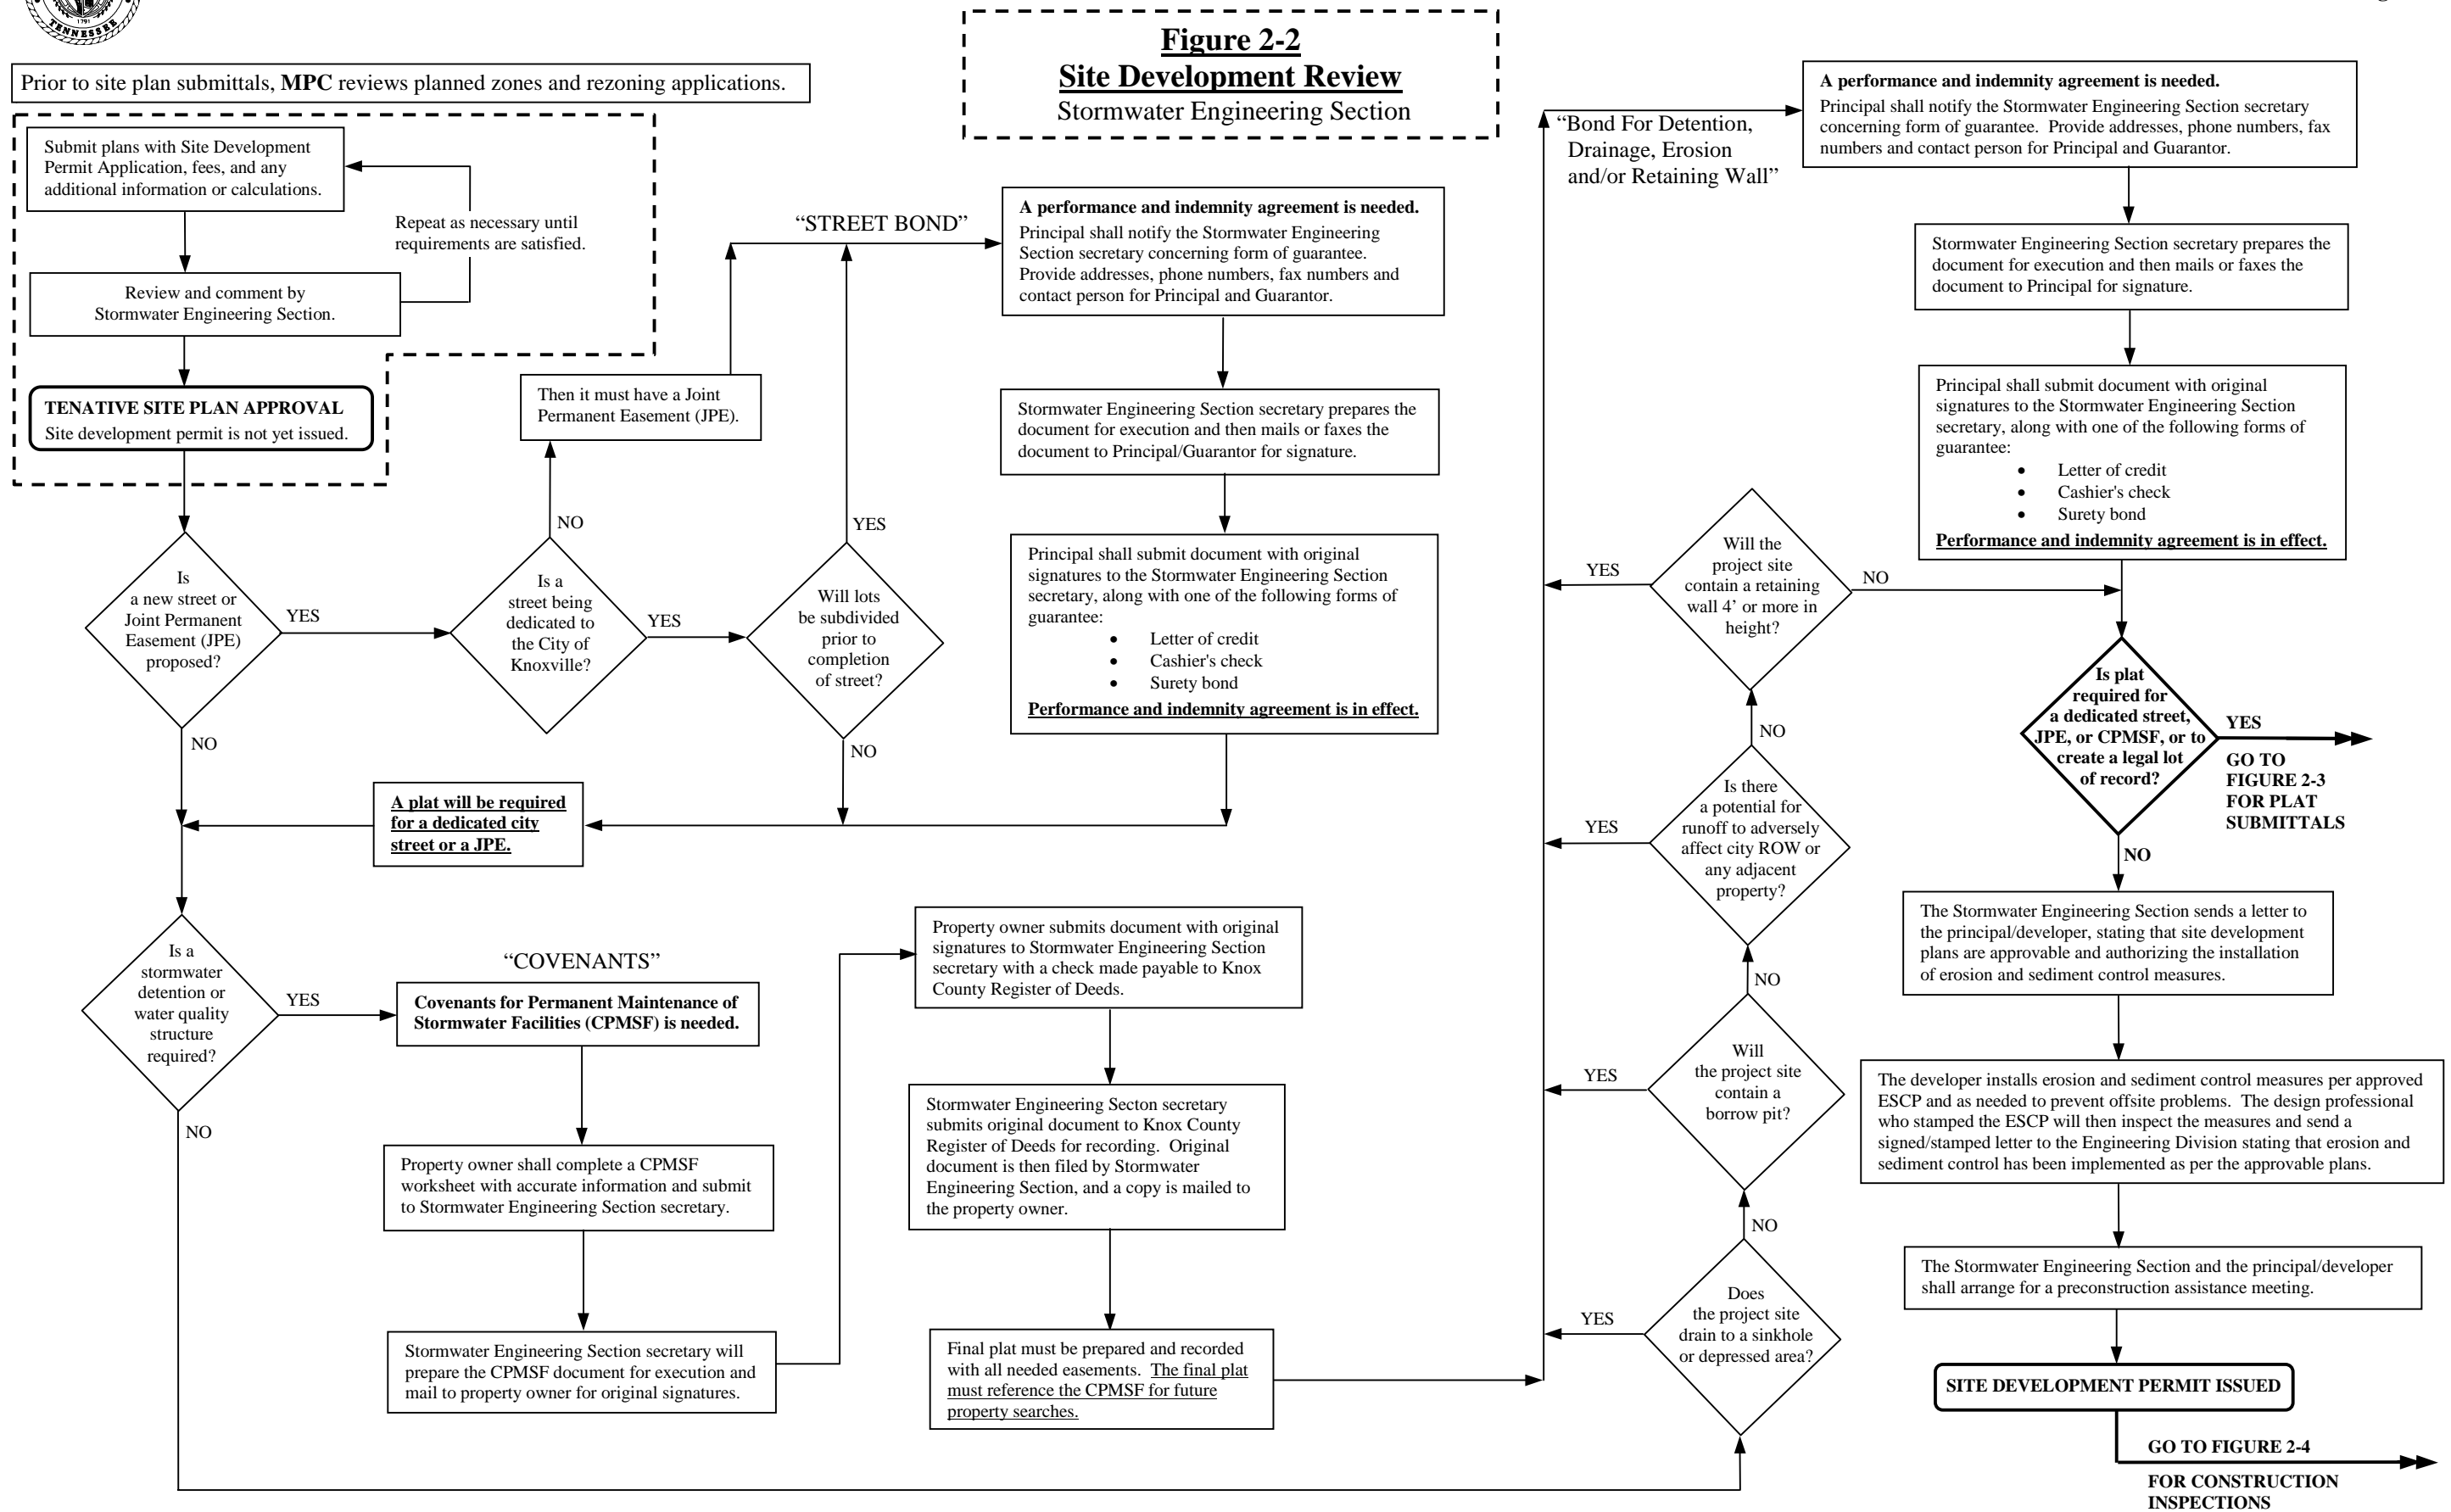 1791
TENNESSEE
Figure 2-2
Site Development Review
Stormwater Engineering Section
Prior to site plan submittals, MPC reviews planned zones and rezoning applications.
Submit plans with Site Development
Permit Application, fees, and any
additional information or calculations.
Repeat as necessary until
requirements are satisfied.
Review and comment by
Stormwater Engineering Section.
TENATIVE SITE PLAN APPROVAL
Site development permit is not yet issued.
Is
a new street or
Joint Permanent
Easement (JPE)
proposed?
YES
NO
Is a
street being
dedicated to
the City of
Knoxville?
NO
YES
Then it must have a Joint
Permanent Easement (JPE).
Will lots
be subdivided
prior to
completion
of street?
YES
NO
“STREET BOND”
A performance and indemnity agreement is needed.
Principal shall notify the Stormwater Engineering
Section secretary concerning form of guarantee.
Provide addresses, phone numbers, fax numbers and
contact person for Principal and Guarantor.
Stormwater Engineering Section secretary prepares the
document for execution and then mails or faxes the
document to Principal/Guarantor for signature.
Principal shall submit document with original
signatures to the Stormwater Engineering Section
secretary, along with one of the following forms of
guarantee:
• Letter of credit
• Cashier's check
• Surety bond
Performance and indemnity agreement is in effect.
A plat will be required
for a dedicated city
street or a JPE.
Is a
stormwater
detention or
water quality
structure
required?
YES
NO
“COVENANTS”
Covenants for Permanent Maintenance of
Stormwater Facilities (CPMSF) is needed.
Property owner shall complete a CPMSF
worksheet with accurate information and submit
to Stormwater Engineering Section secretary.
Stormwater Engineering Section secretary will
prepare the CPMSF document for execution and
mail to property owner for original signatures.
Property owner submits document with original
signatures to Stormwater Engineering Section
secretary with a check made payable to Knox
County Register of Deeds.
Stormwater Engineering Secton secretary
submits original document to Knox County
Register of Deeds for recording. Original
document is then filed by Stormwater
Engineering Section, and a copy is mailed to
the property owner.
Final plat must be prepared and recorded
with all needed easements. The final plat
must reference the CPMSF for future
property searches.
Does
the project site
drain to a sinkhole
or depressed area?
YES
NO
Will
the project site
contain a
borrow pit?
YES
NO
Is there
a potential for
runoff to adversely
affect city ROW or
any adjacent
property?
YES
NO
Will the
project site
contain a retaining
wall 4’ or more in
height?
YES
NO
“Bond For Detention,
Drainage, Erosion
and/or Retaining Wall”
A performance and indemnity agreement is needed.
Principal shall notify the Stormwater Engineering Section secretary
concerning form of guarantee. Provide addresses, phone numbers, fax
numbers and contact person for Principal and Guarantor.
Stormwater Engineering Section secretary prepares the
document for execution and then mails or faxes the
document to Principal for signature.
Principal shall submit document with original
signatures to the Stormwater Engineering Section
secretary, along with one of the following forms of
guarantee:
• Letter of credit
• Cashier's check
• Surety bond
Performance and indemnity agreement is in effect.
Is plat
required for
a dedicated street,
JPE, or CPMSF, or to
create a legal lot
of record?
YES
GO TO
FIGURE 2-3
FOR PLAT
SUBMITTALS
NO
The Stormwater Engineering Section sends a letter to
the principal/developer, stating that site development
plans are approvable and authorizing the installation
of erosion and sediment control measures.
The developer installs erosion and sediment control measures per approved
ESCP and as needed to prevent offsite problems. The design professional
who stamped the ESCP will then inspect the measures and send a
signed/stamped letter to the Engineering Division stating that erosion and
sediment control has been implemented as per the approvable plans.
The Stormwater Engineering Section and the principal/developer
shall arrange for a preconstruction assistance meeting.
SITE DEVELOPMENT PERMIT ISSUED
GO TO FIGURE 2-4
FOR CONSTRUCTION
INSPECTIONS